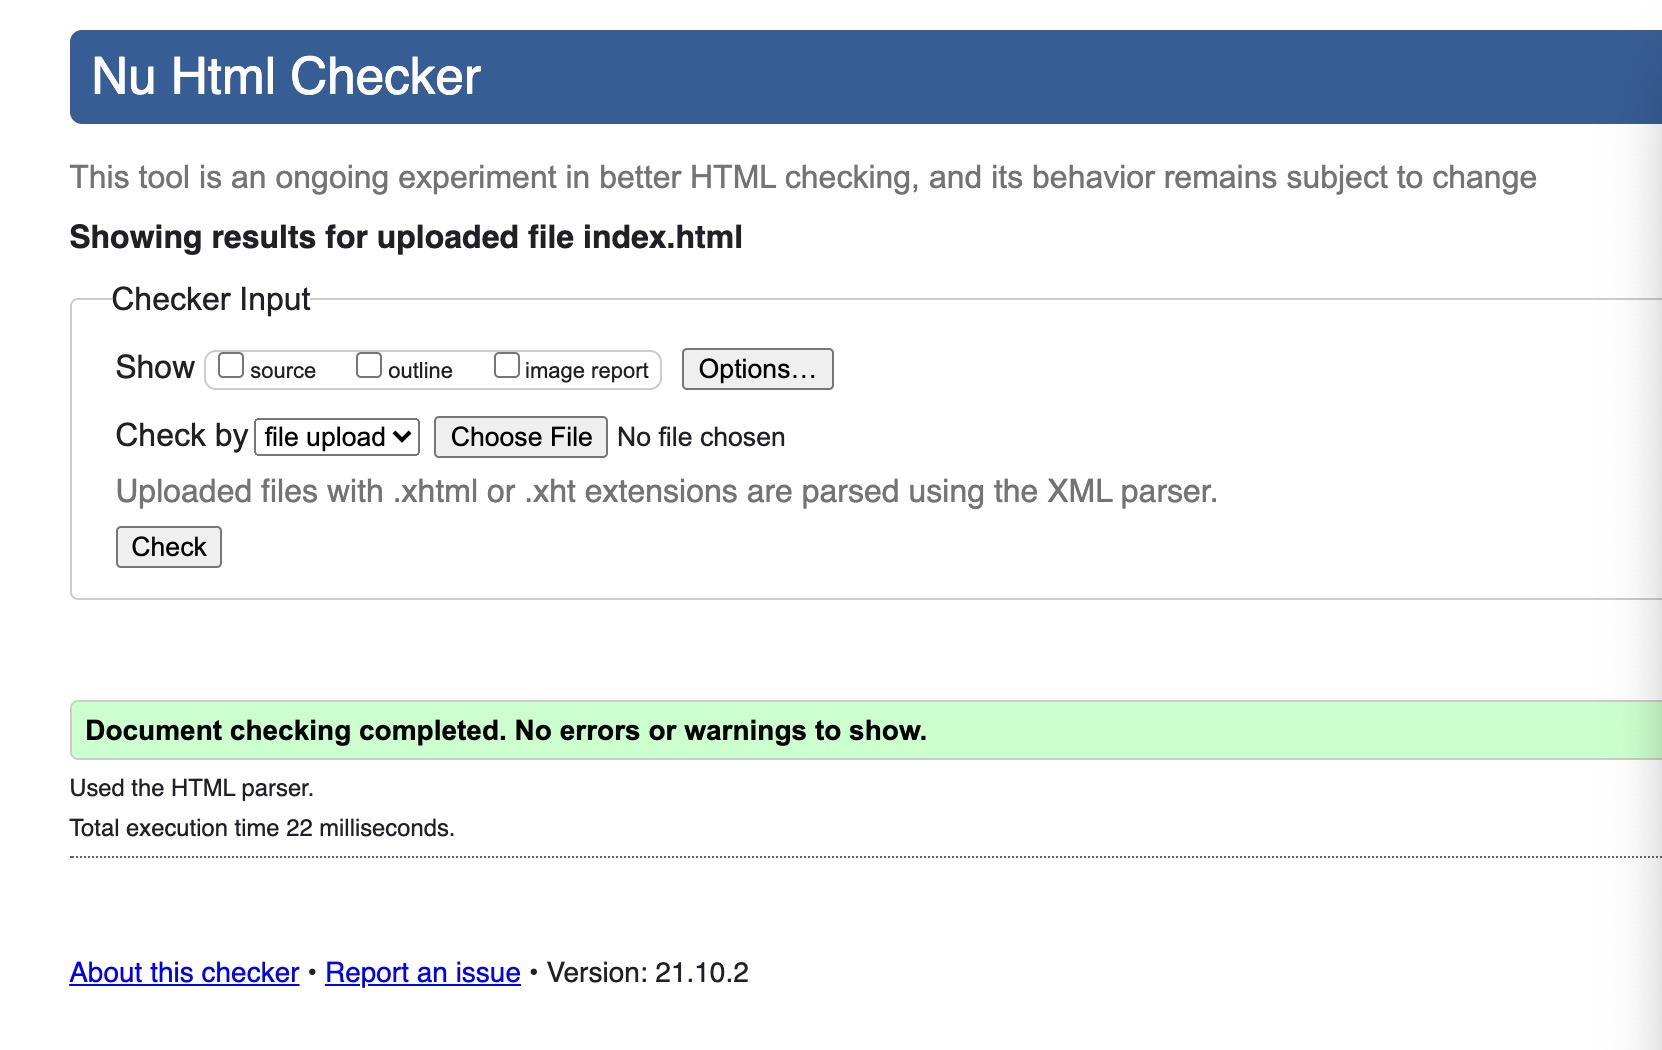 Nu Html Checker
This tool is an ongoing experiment in better HTML checking, and its behavior remains subject to change
Showing results for uploaded file index.html
Checker Input
Show source outline image report Options...
Check by file upload Choose File No file chosen
Uploaded files with .xhtml or .xht extensions are parsed using the XML parser.
Check
Document checking completed. No errors or warnings to show.
Used the HTML parser.
Total execution time 22 milliseconds.
About this checker • Report an issue • Version: 21.10.2